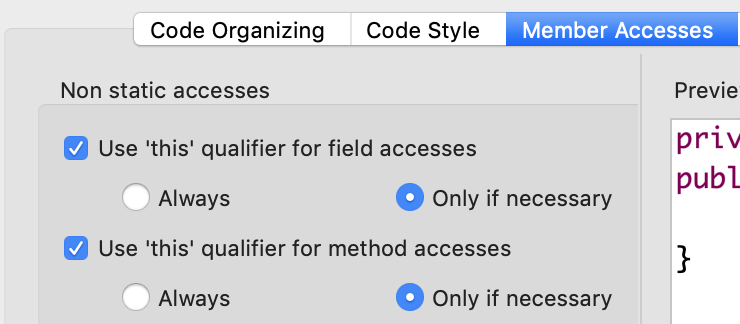 Code Organizing Code Style Member Accesses
Non static accesses
Use 'this' qualifier for field accesses
Always Only if necessary
Use 'this' qualifier for method accesses
Always Only if necessary
Previe
priv
publ
}